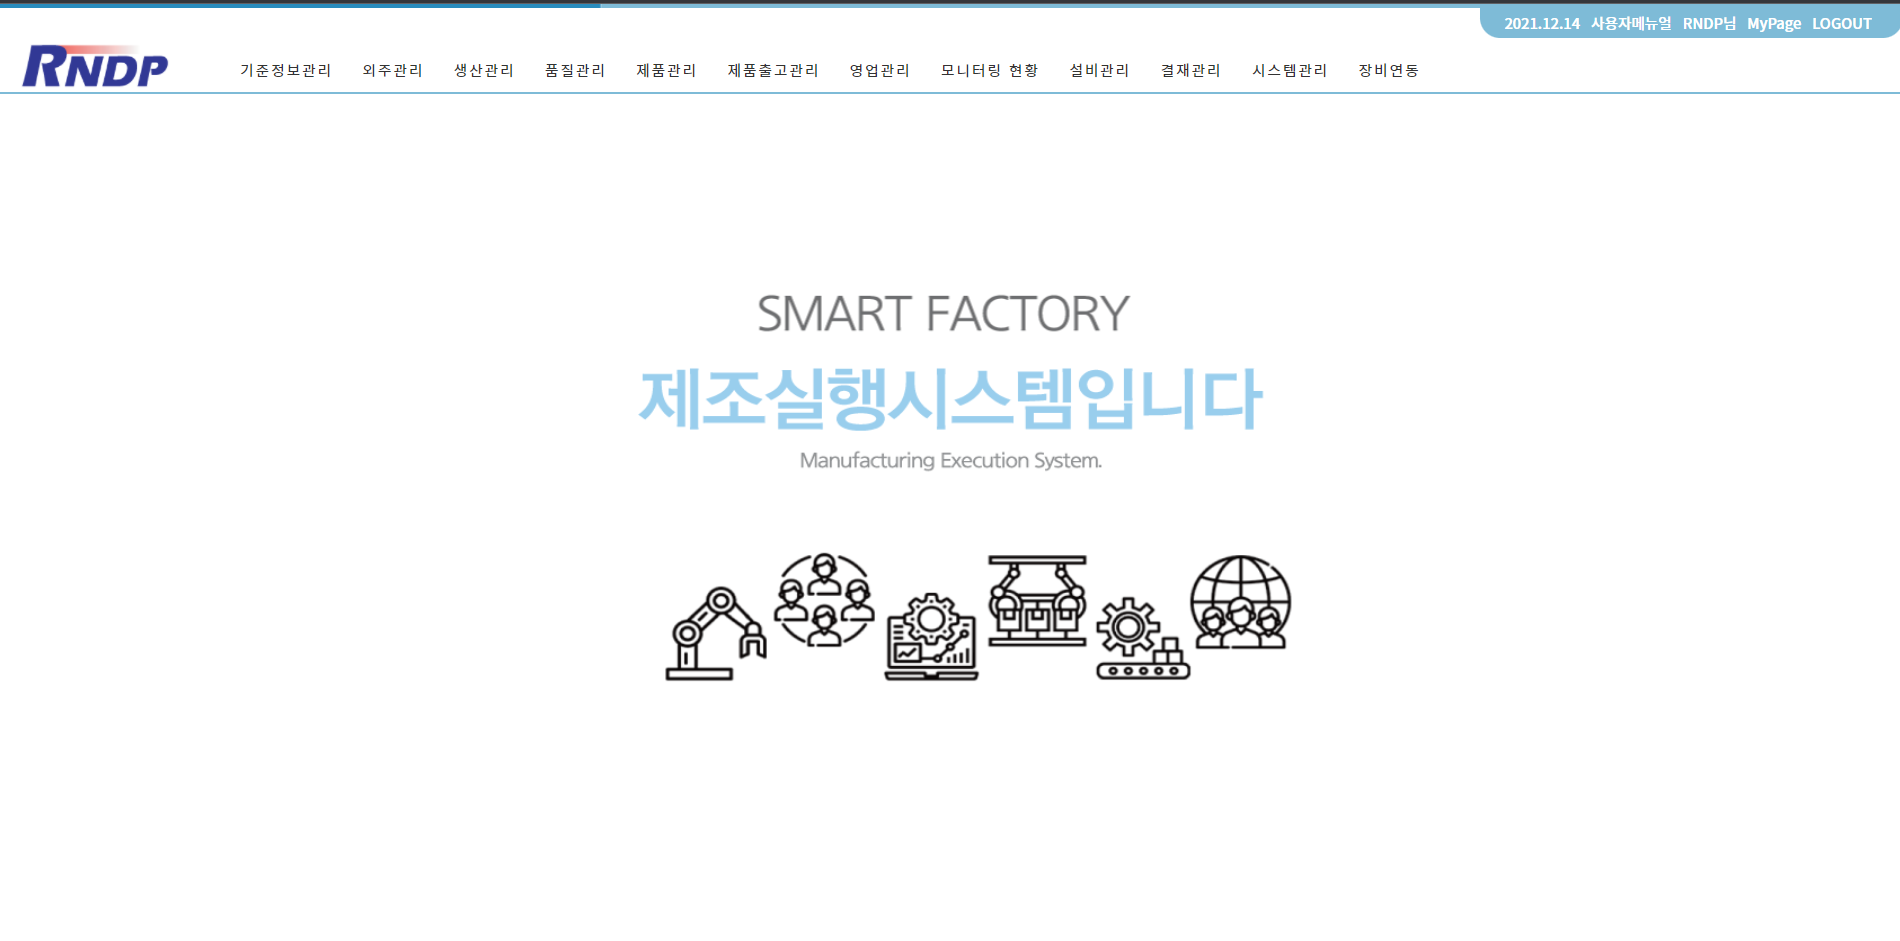 2021.12.14 사용자메뉴얼 RNDP님 MyPage LOGOUT
RNDP
기준정보관리 외주관리 생산관리 품질관리 제품관리 제품출고관리 영업관리 모니터링 현황 설비관리 결재관리 시스템관리 장비연동
SMART FACTORY
제조실행시스템입니다
Manufacturing Execution System.